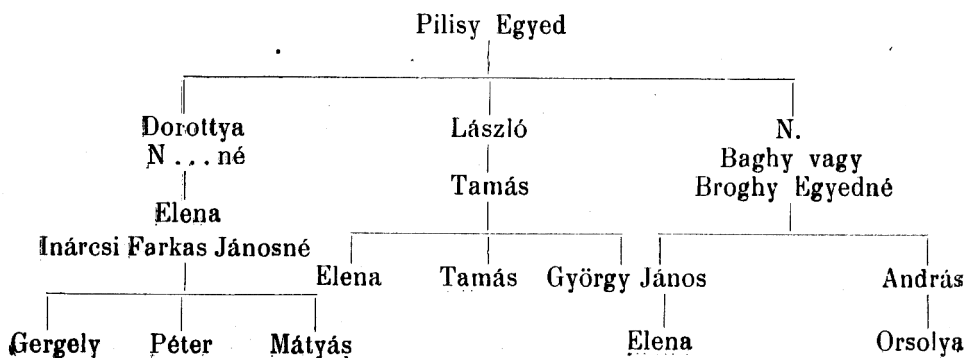 Pilisy Egyed
Dorottya László N.
N . . . né Baghy vagy
Tamás Broghy Egyedné
Elena
Inárcsi Farkas Jánosné
Elena Tamás György János András
Gergely Péter Mátyás Elena Orsolya